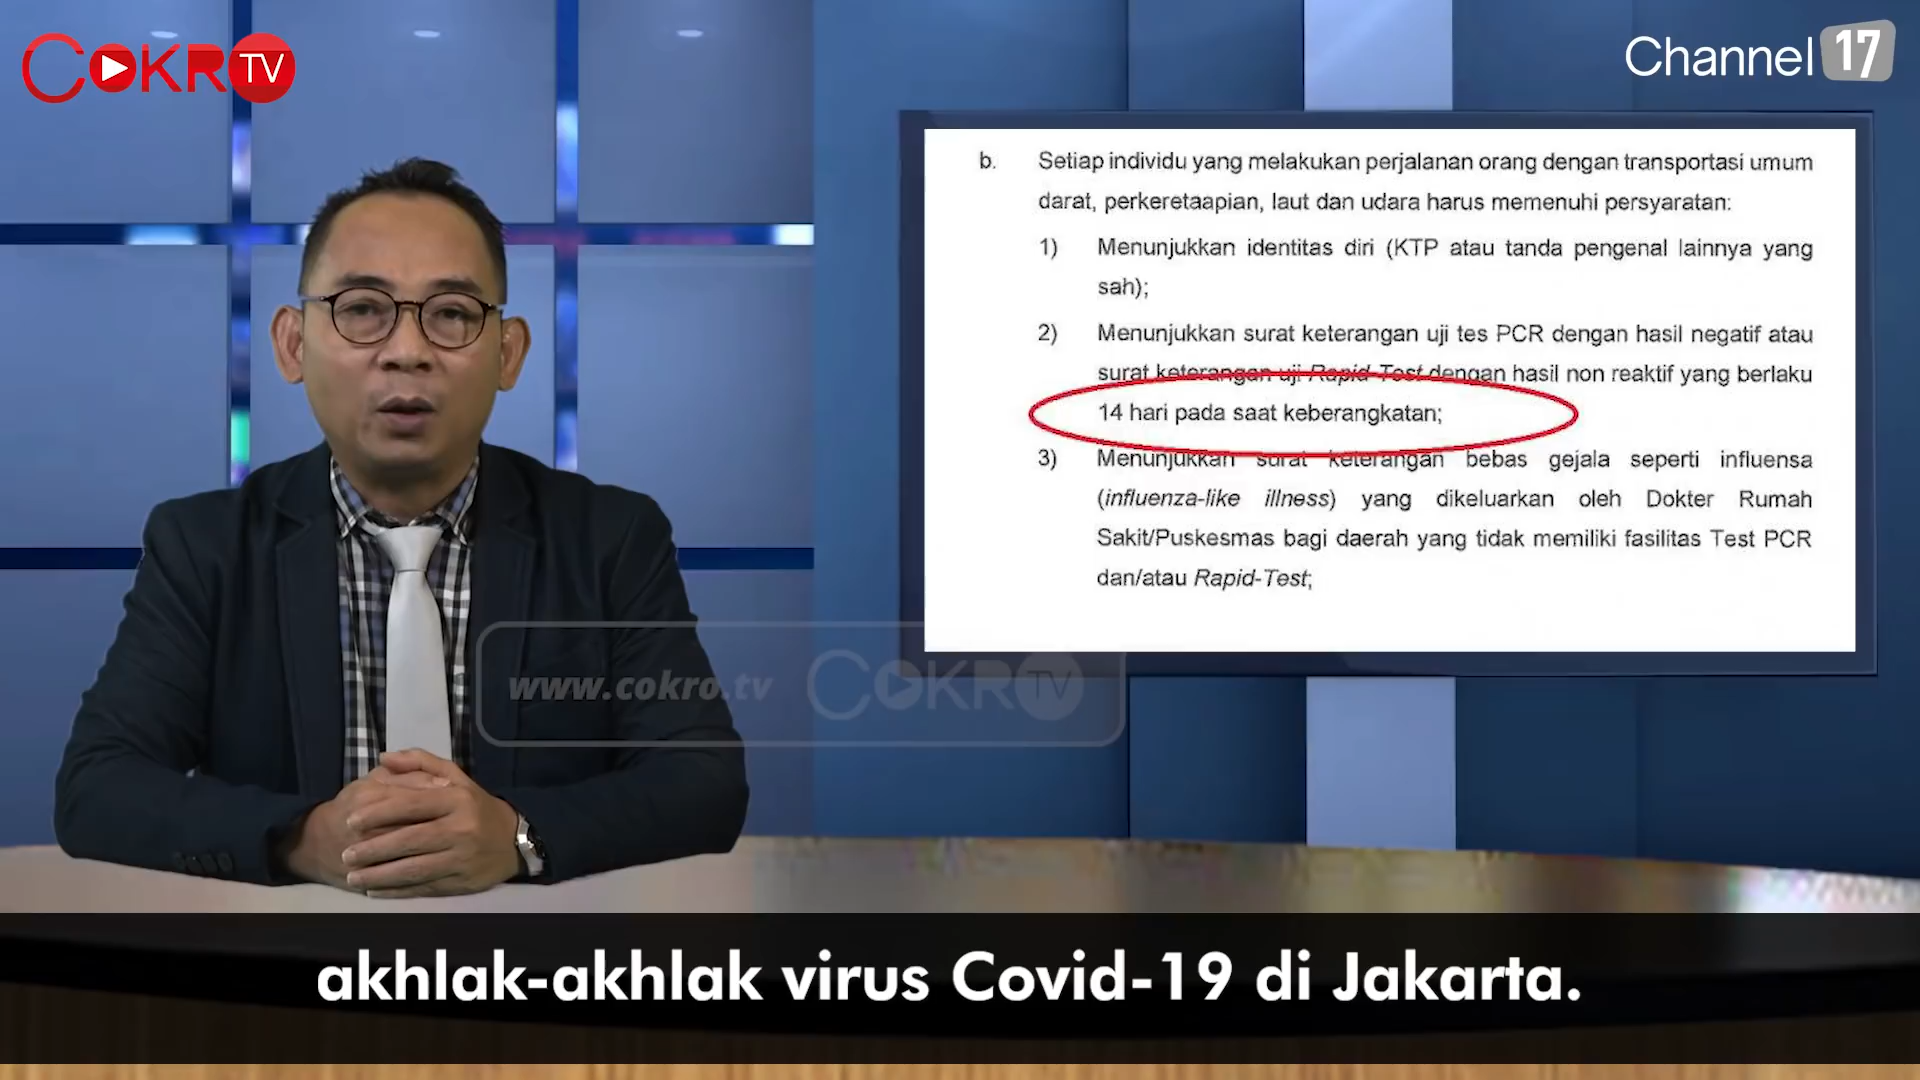 COKRO TV
Channel 17
b. Setiap individu yang melakukan perjalanan orang dengan transportasi umum
darat, perkeretaapian, laut dan udara harus memenuhi persyaratan:
1) Menunjukkan identitas diri (KTP atau tanda pengenal lainnya yang
sah);
2) Menunjukkan surat keterangan uji tes PCR dengan hasil negatif atau
surat keterangan uji Rapid-Test dengan hasil non reaktif yang berlaku
14 hari pada saat keberangkatan;
3) Menunjukkan surat keterangan bebas gejala seperti influensa
(influenza-like illness) yang dikeluarkan oleh Dokter Rumah
Sakit/Puskesmas bagi daerah yang tidak memiliki fasilitas Test PCR
dan/atau Rapid-Test;
www.cokro.tv COKRO TV
akhlak-akhlak virus Covid-19 di Jakarta.